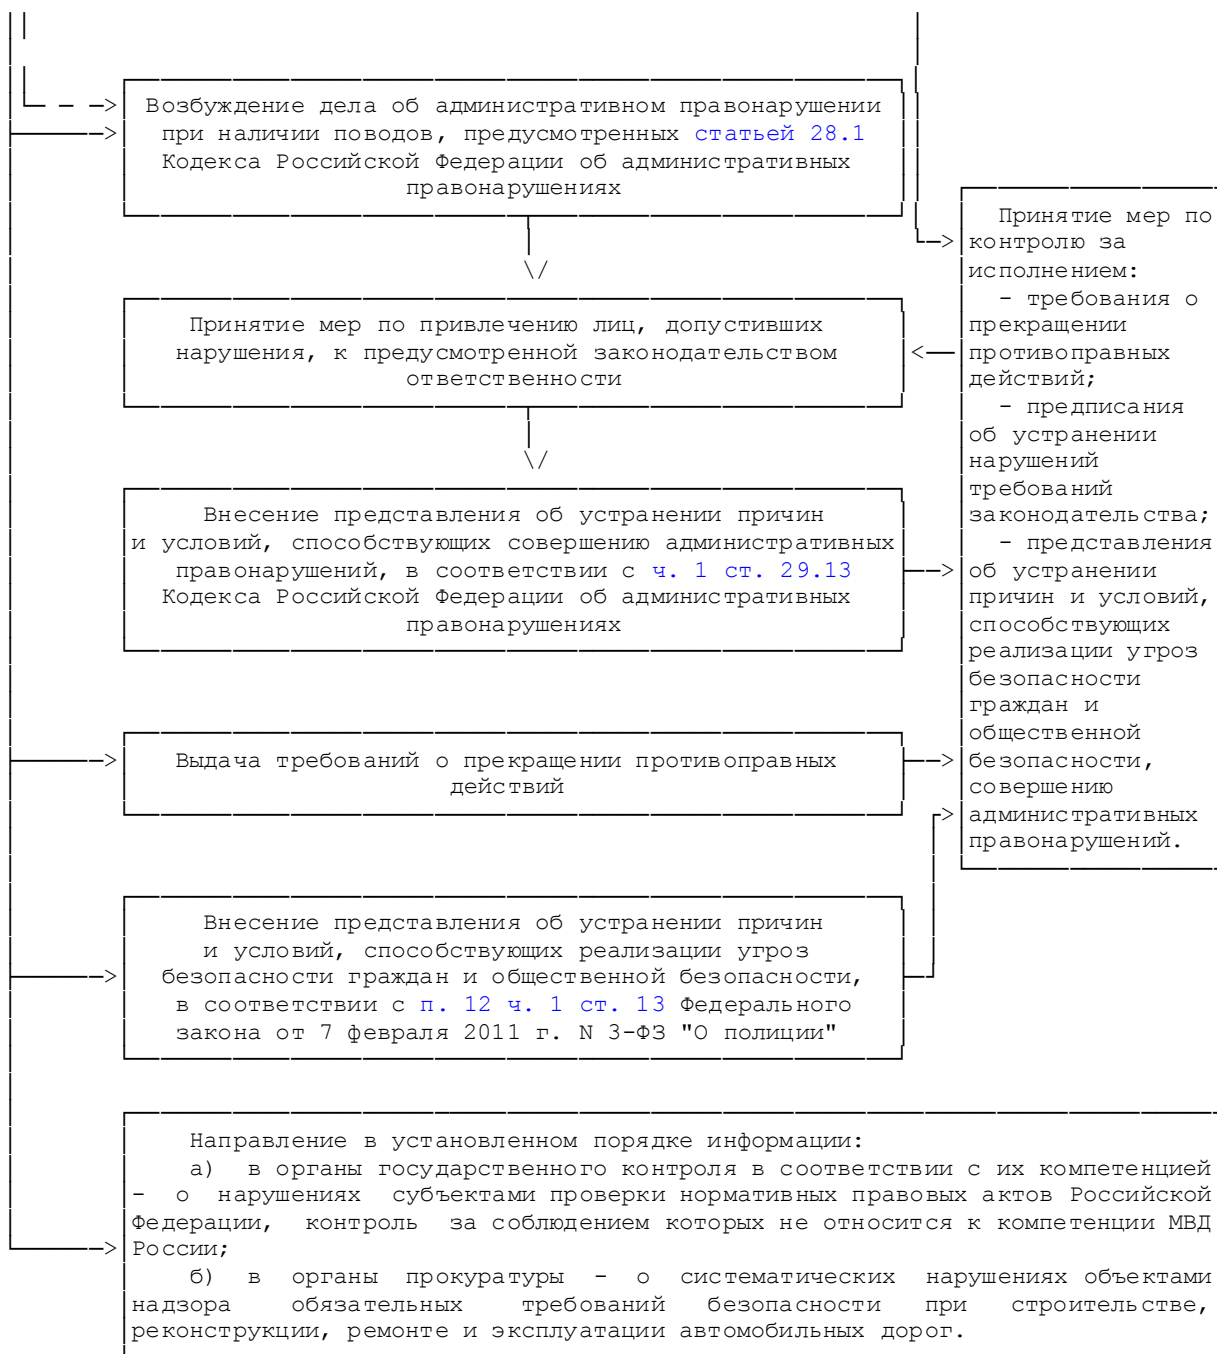 Возбуждение дела об административном правонарушении
при наличии поводов, предусмотренных статьей 28.1
Кодекса Российской Федерации об административных
правонарушениях
Принятие мер по привлечению лиц, допустивших
нарушения, к предусмотренной законодательством
ответственности
Внесение представления об устранении причин
и условий, способствующих совершению административных
правонарушений, в соответствии с ч. 1 ст. 29.13
Кодекса Российской Федерации об административных
правонарушениях
Выдача требований о прекращении противоправных
действий
Внесение представления об устранении причин
и условий, способствующих реализации угроз
безопасности граждан и общественной безопасности,
в соответствии с п. 12 ч. 1 ст. 13 Федерального
закона от 7 февраля 2011 г. N 3-ФЗ "О полиции"
Принятие мер по
контролю за
исполнением:
- требования о
прекращении
противоправных
действий;
- предписания
об устранении
нарушений
требований
законодательства;
- представления
об устранении
причин и условий,
способствующих
реализации угроз
безопасности
граждан и
общественной
безопасности,
совершению
административных
правонарушений.
Направление в установленном порядке информации:
а) в органы государственного контроля в соответствии с их компетенцией
- о нарушениях субъектами проверки нормативных правовых актов Российской
Федерации, контроль за соблюдением которых не относится к компетенции МВД
России;
б) в органы прокуратуры - о систематических нарушениях объектами
надзора обязательных требований безопасности при строительстве,
реконструкции, ремонте и эксплуатации автомобильных дорог.